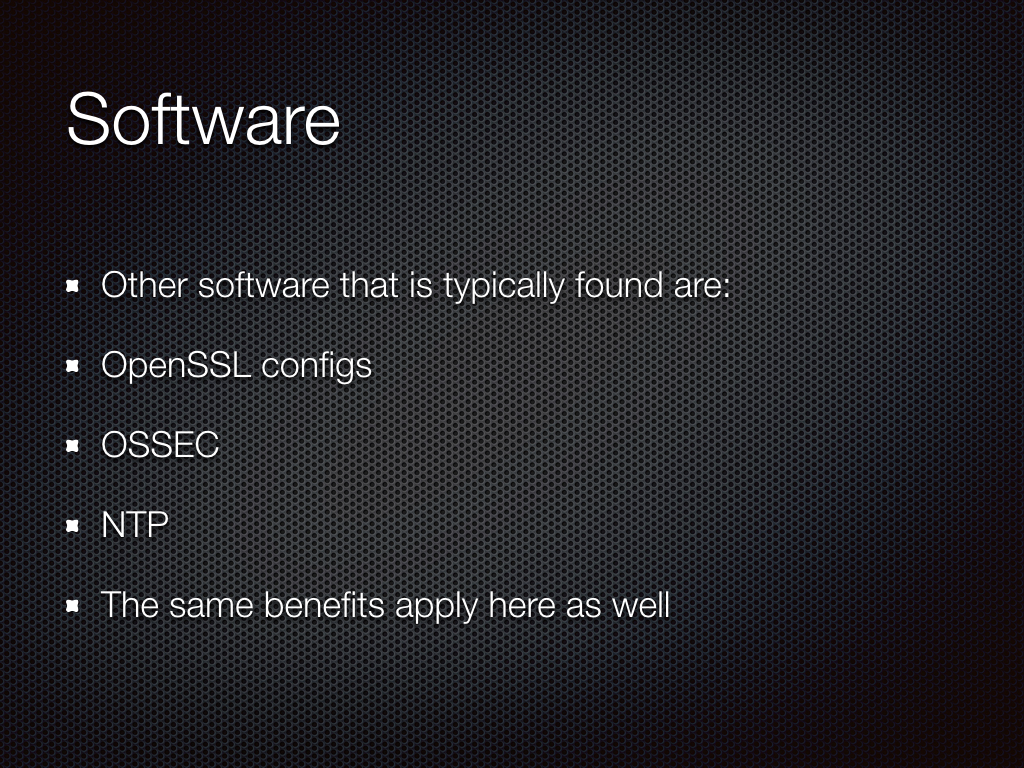 Software
Other software that is typically found are:
OpenSSL configs
OSSEC
NTP
The same benefits apply here as well